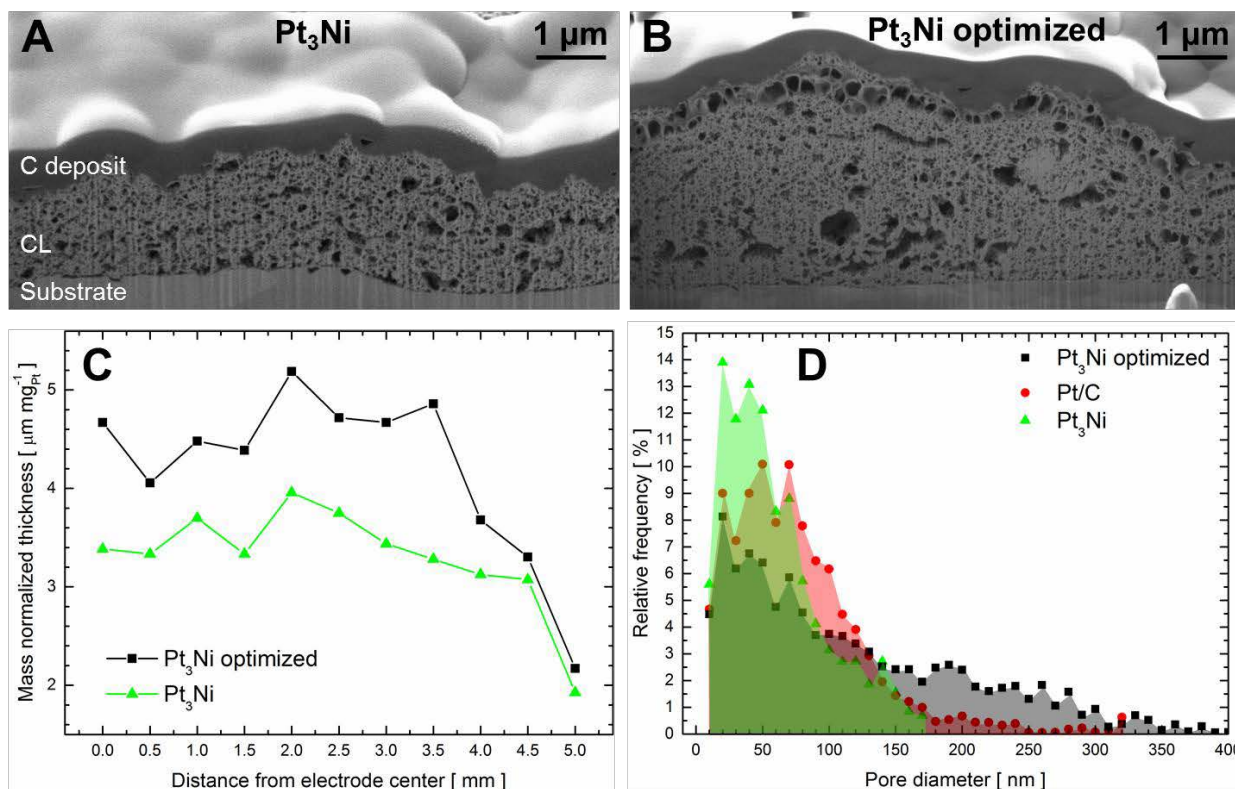 A
Pt₃Ni
1 μm
C deposit
CL
Substrate
B
Pt₃Ni optimized
1 μm
C
Mass normalized thickness [ μm mg⁻¹Pt ]
5
4
3
2
Pt₃Ni optimized
Pt₃Ni
0.0 0.5 1.0 1.5 2.0 2.5 3.0 3.5 4.0 4.5 5.0
Distance from electrode center [ mm ]
D
Relative frequency [ % ]
15
14
13
12
11
10
9
8
7
6
5
4
3
2
1
0
Pt₃Ni optimized
Pt/C
Pt₃Ni
0 50 100 150 200 250 300 350 400
Pore diameter [ nm ]